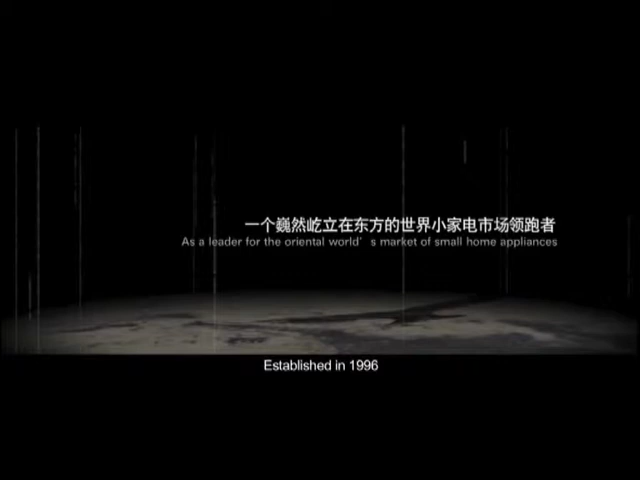 一个巍然屹立在东方的世界小家电市场领跑者
As a leader for the oriental world's market of small home appliances
Established in 1996